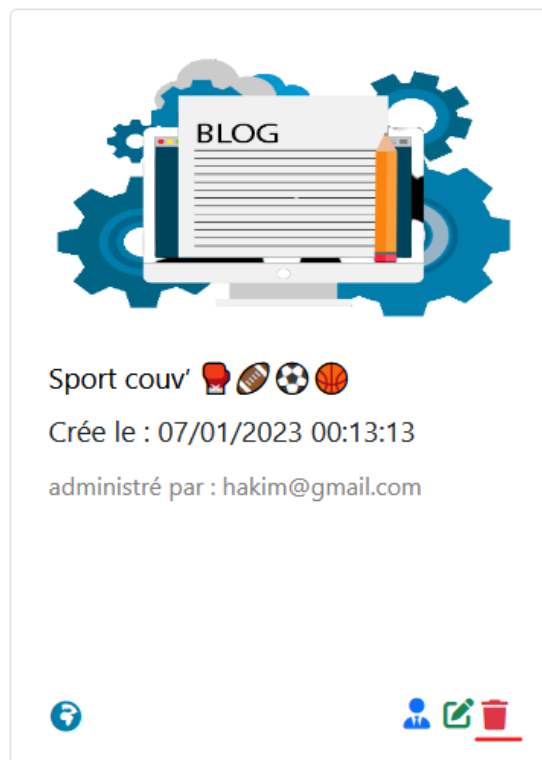 BLOG
Sport couv’ 🥊🏈⚽🏀
Crée le : 07/01/2023 00:13:13
administré par : hakim@gmail.com